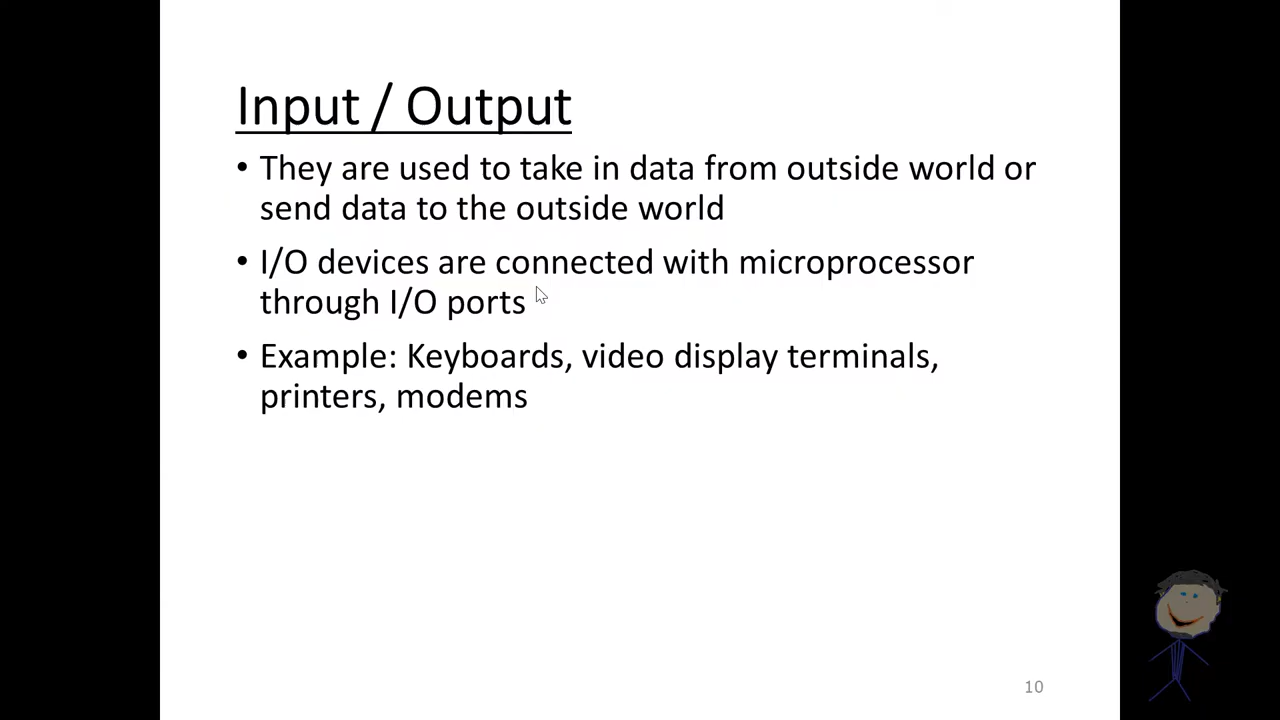 Input / Output
• They are used to take in data from outside world or
send data to the outside world
• I/O devices are connected with microprocessor
through I/O ports
• Example: Keyboards, video display terminals,
printers, modems
10